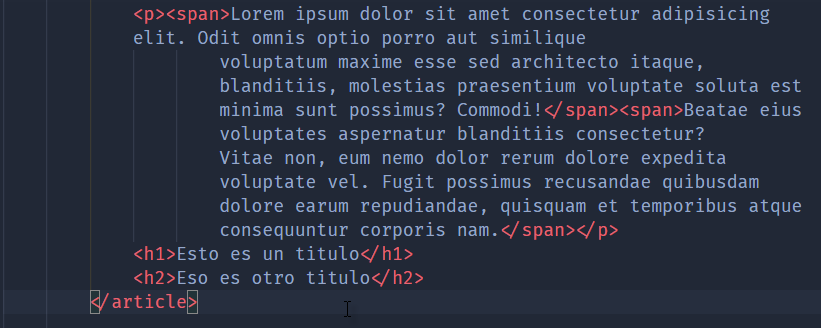 <p><span>Lorem ipsum dolor sit amet consectetur adipisicing
elit. Odit omnis optio porro aut similique
voluptatum maxime esse sed architecto itaque,
blanditiis, molestias praesentium voluptate soluta est
minima sunt possimus? Commodi!</span><span>Beatae eius
voluptates aspernatur blanditiis consectetur?
Vitae non, eum nemo dolor rerum dolore expedita
voluptate vel. Fugit possimus recusandae quibusdam
dolore earum repudiandae, quisquam et temporibus atque
consequuntur corporis nam.</span></p>
<h1>Esto es un titulo</h1>
<h2>Eso es otro titulo</h2>
</article>